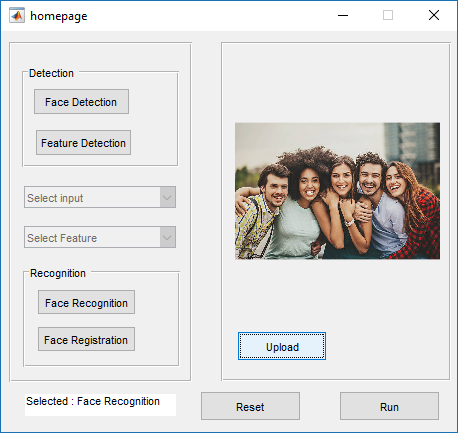 homepage
Detection
Face Detection
Feature Detection
Select input
Select Feature
Recognition
Face Recognition
Face Registration
Upload
Selected : Face Recognition
Reset
Run